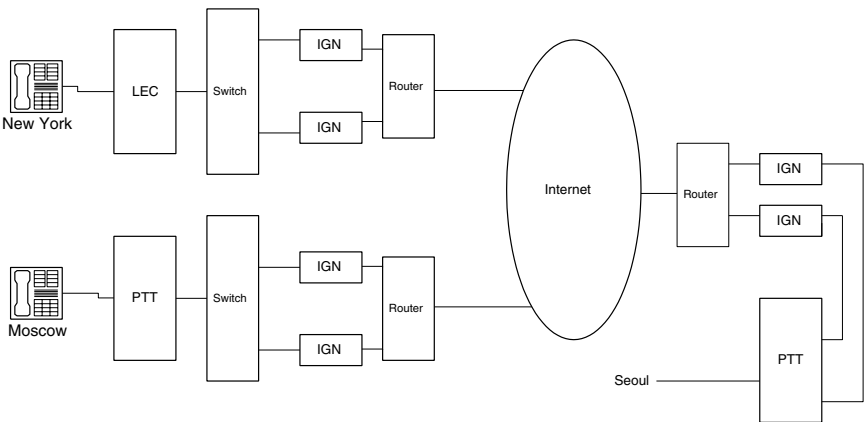 New York
LEC
Switch
IGN
IGN
Router
Internet
Router
IGN
IGN
Moscow
PTT
Switch
IGN
IGN
Router
Seoul
PTT